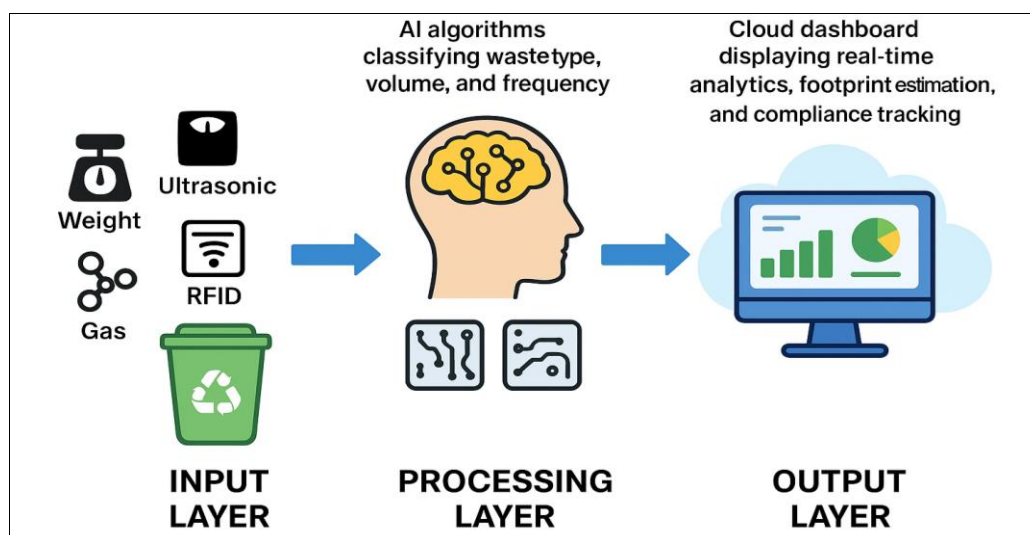 AI algorithms
classifying wastetype,
volume, and frequency
Cloud dashboard
displaying real-time
analytics, footprint estimation,
and compliance tracking
Weight
Ultrasonic
Gas
RFID
INPUT
LAYER
PROCESSING
LAYER
OUTPUT
LAYER